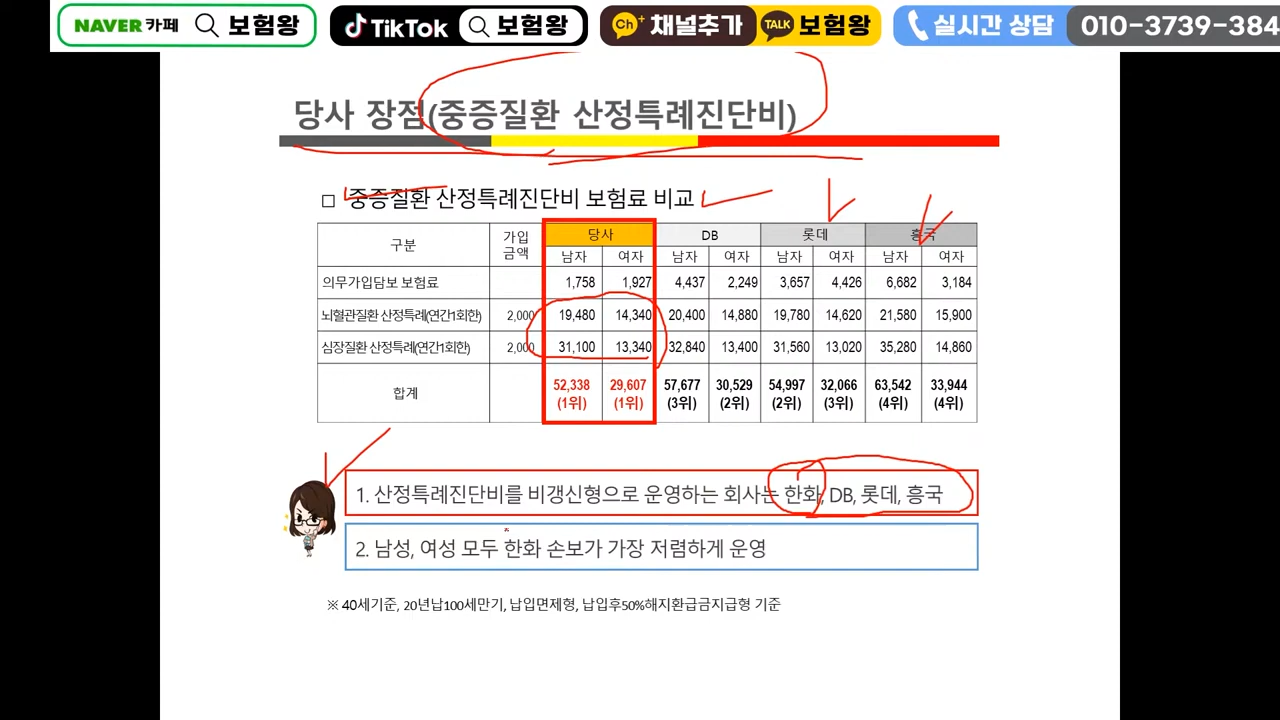 NAVER 카페 보험왕 TikTok 보험왕 Ch+ 채널추가 TALK 보험왕 실시간 상담 010-3739-384
당사 장점(중증질환 산정특례진단비)
□ 중증질환 산정특례진단비 보험료 비교
구분 가입금액 당사 DB 롯데 흥국
남자 여자 남자 여자 남자 여자 남자 여자
의무가입담보 보험료 1,758 1,927 4,437 2,249 3,657 4,426 6,682 3,184
뇌혈관질환 산정특례(연간1회한) 2,000 19,480 14,340 20,400 14,880 19,780 14,620 21,580 15,900
심장질환 산정특례(연간1회한) 2,000 31,100 13,340 32,840 13,400 31,560 13,020 35,280 14,860
합계 52,338 29,607 57,677 30,529 54,997 32,066 63,542 33,944
(1위) (1위) (3위) (2위) (2위) (3위) (4위) (4위)
1. 산정특례진단비를 비갱신형으로 운영하는 회사는 한화, DB, 롯데, 흥국
2. 남성, 여성 모두 한화 손보가 가장 저렴하게 운영
※ 40세기준, 20년납100세만기, 납입면제형, 납입후50%해지환급금지급형 기준